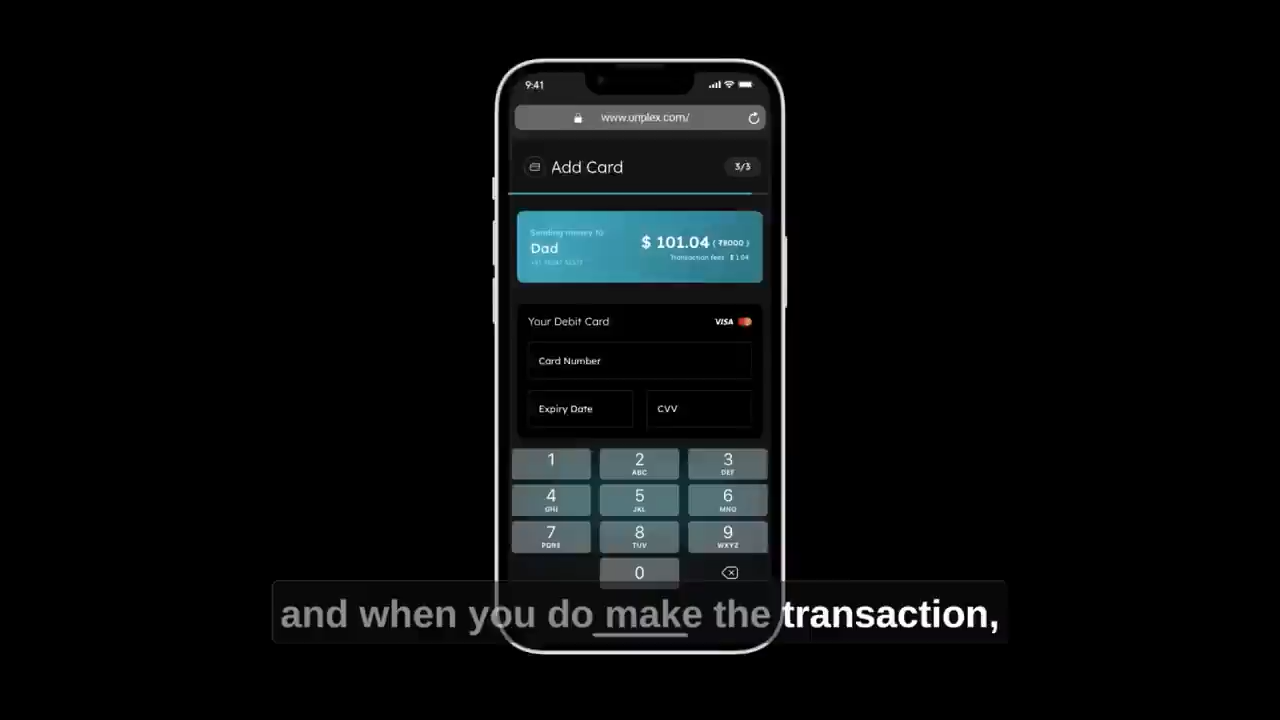 9:41
www.unplex.com/
Add Card
3/3
Sending money to
Dad
$ 101.04 ( ₹8000 )
Transaction fees $ 1.04
Your Debit Card
VISA
Card Number
Expiry Date
CVV
1
2
ABC
3
DEF
4
GHI
5
JKL
6
MNO
7
PQRS
8
TUV
9
WXYZ
0
and when you do make the transaction,